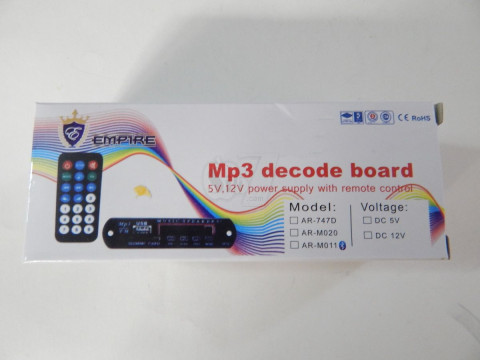 EMPIRE
CE RoHS
Mp3 decode board
5V,12V power supply with remote control
Model:
AR-747D
AR-M020
AR-M011
Voltage:
DC 5V
DC 12V